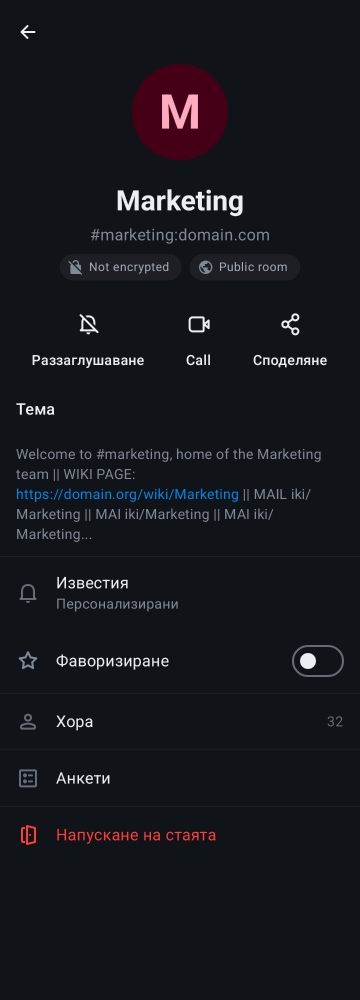 M
Marketing
#marketing:domain.com
Not encrypted
Public room
Раззаглушаване
Call
Споделяне
Тема
Welcome to #marketing, home of the Marketing
team || WIKI PAGE:
https://domain.org/wiki/Marketing || MAIL iki/
Marketing || MAI iki/Marketing || MAI iki/
Marketing...
Известия
Персонализирани
Фаворизиране
Хора
32
Анкети
Напускане на стаята